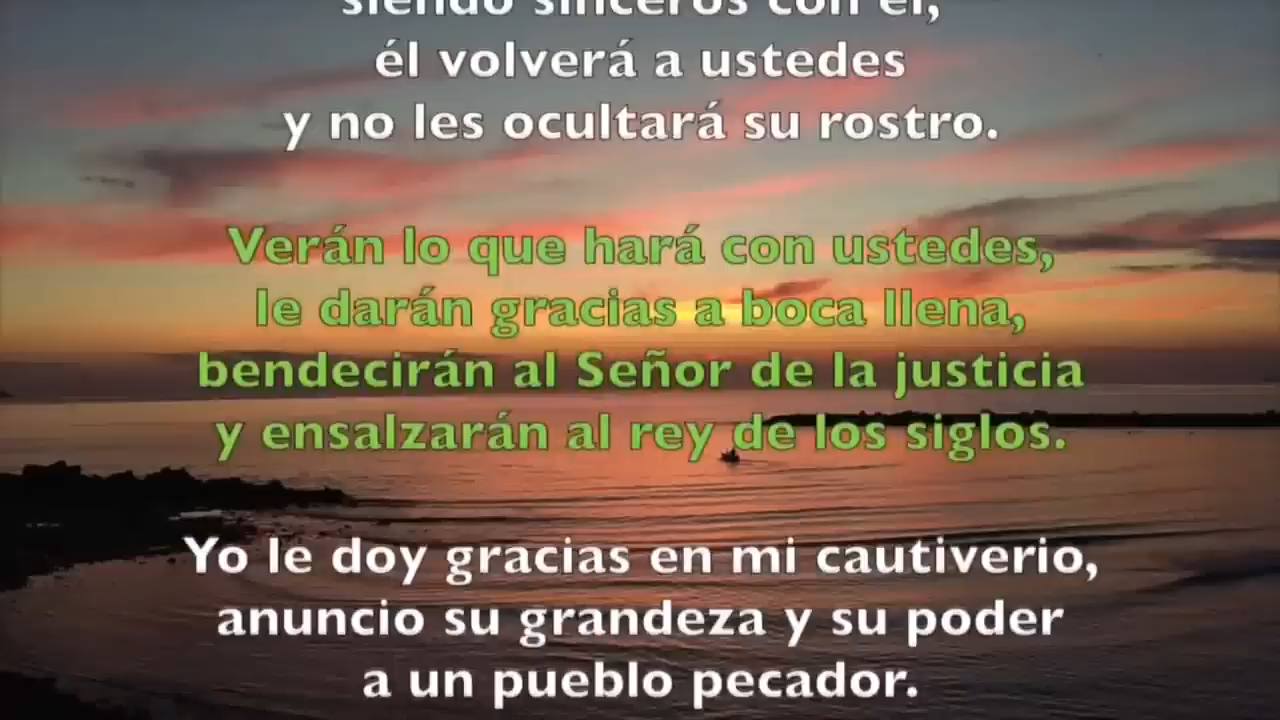 siendo sinceros con él,
él volverá a ustedes
y no les ocultará su rostro.
Verán lo que hará con ustedes,
le darán gracias a boca llena,
bendecirán al Señor de la justicia
y ensalzarán al rey de los siglos.
Yo le doy gracias en mi cautiverio,
anuncio su grandeza y su poder
a un pueblo pecador.